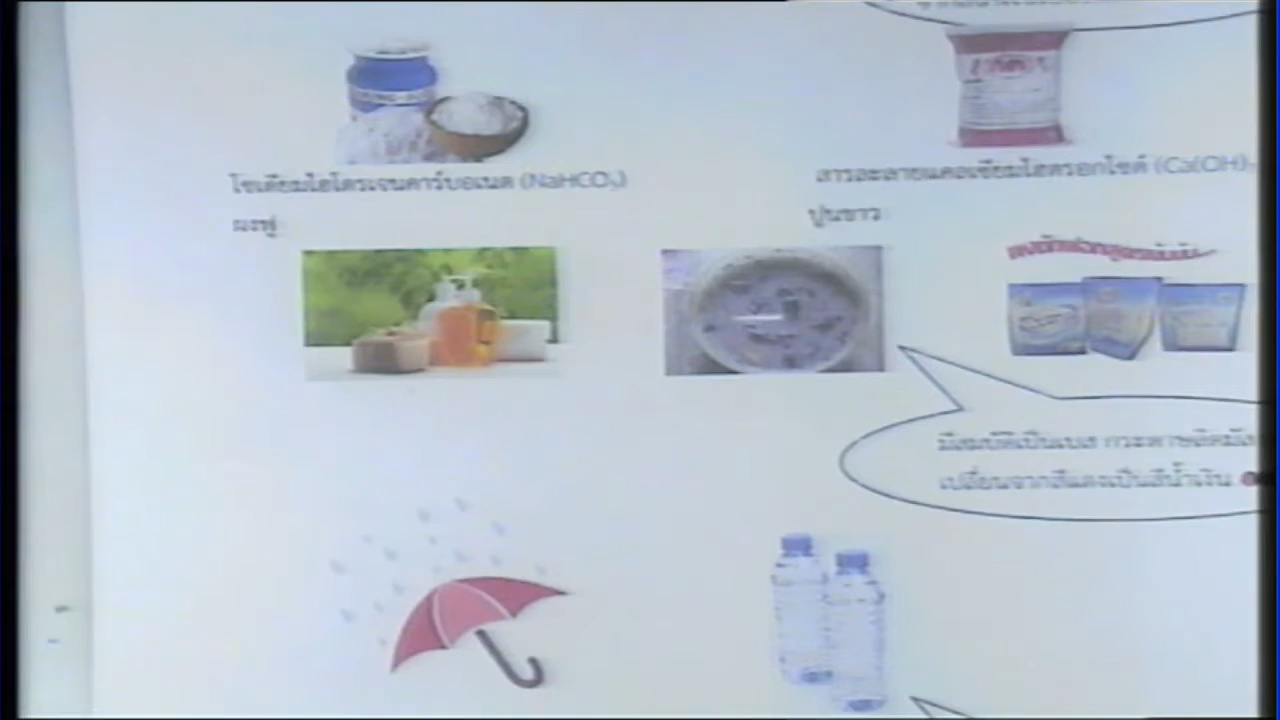 โซเดียมไฮโดรเจนคาร์บอเนต (NaHCO₃)
ผงฟู
สารละลายแคลเซียมไฮดรอกไซด์ (Ca(OH)₂
ปูนขาว
มีสมบัติเป็นเบส กระดาษลิตมัส
เปลี่ยนจากสีแดงเป็นสีน้ำเงิน